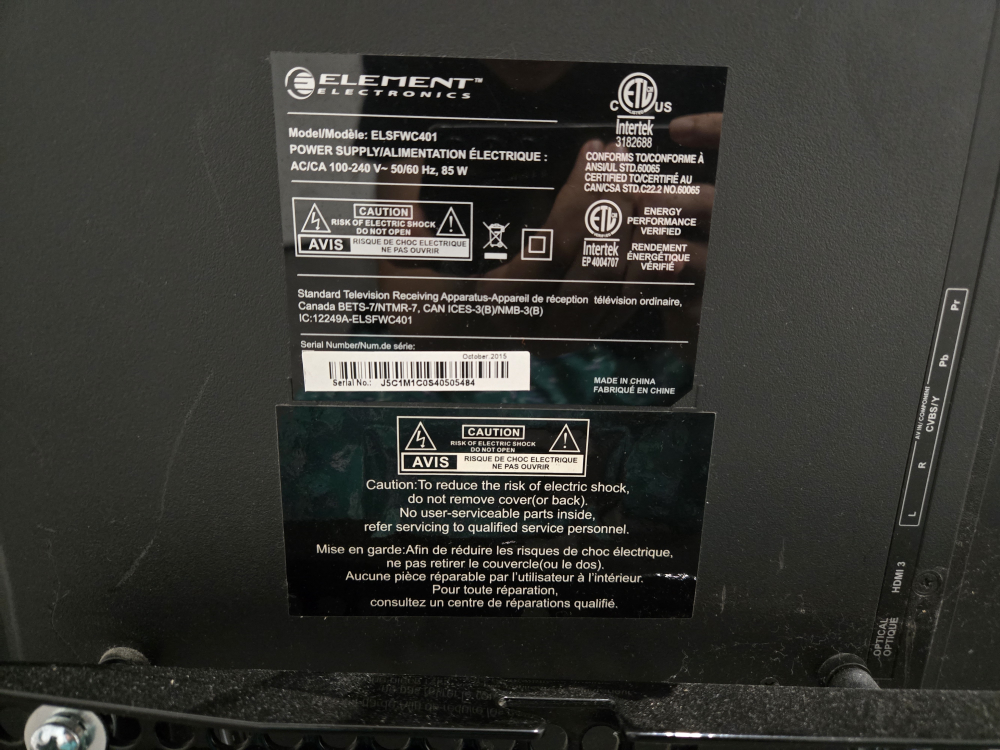 ELEMENT™
ELECTRONICS
Model/Modèle: ELSFWC401
POWER SUPPLY/ALIMENTATION ÉLECTRIQUE :
AC/CA 100-240 V~ 50/60 Hz, 85 W
CAUTION
RISK OF ELECTRIC SHOCK
DO NOT OPEN
AVIS
RISQUE DE CHOC ELECTRIQUE
NE PAS OUVRIR
C ETL US
LISTED
Intertek
3182688
CONFORMS TO/CONFORME À
ANSI/UL STD.60065
CERTIFIED TO/CERTIFIÉ AU
CAN/CSA STD.C22.2 NO.60065
ETL
Intertek
EP 4004707
ENERGY
PERFORMANCE
VERIFIED
RENDEMENT
ÉNERGÉTIQUE
VÉRIFIÉ
Standard Television Receiving Apparatus-Appareil de réception télévision ordinaire,
Canada BETS-7/NTMR-7, CAN ICES-3(B)/NMB-3(B)
IC:12249A-ELSFWC401
Serial Number/Num.de série:
October 2015
Serial No.: J5C1M1C0S40505484
MADE IN CHINA
FABRIQUÉ EN CHINE
CAUTION
RISK OF ELECTRIC SHOCK
DO NOT OPEN
AVIS
RISQUE DE CHOC ELECTRIQUE
NE PAS OUVRIR
Caution:To reduce the risk of electric shock,
do not remove cover(or back).
No user-serviceable parts inside,
refer servicing to qualified service personnel.
Mise en garde:Afin de réduire les risques de choc électrique,
ne pas retirer le couvercle(ou le dos).
Aucune pièce réparable par l'utilisateur à l'intérieur.
Pour toute réparation,
consultez un centre de réparations qualifié.
Pr
Pb
CVBS/Y
AV IN/COMPONENT
R
L
HDMI 3
OPTICAL
OPTIQUE